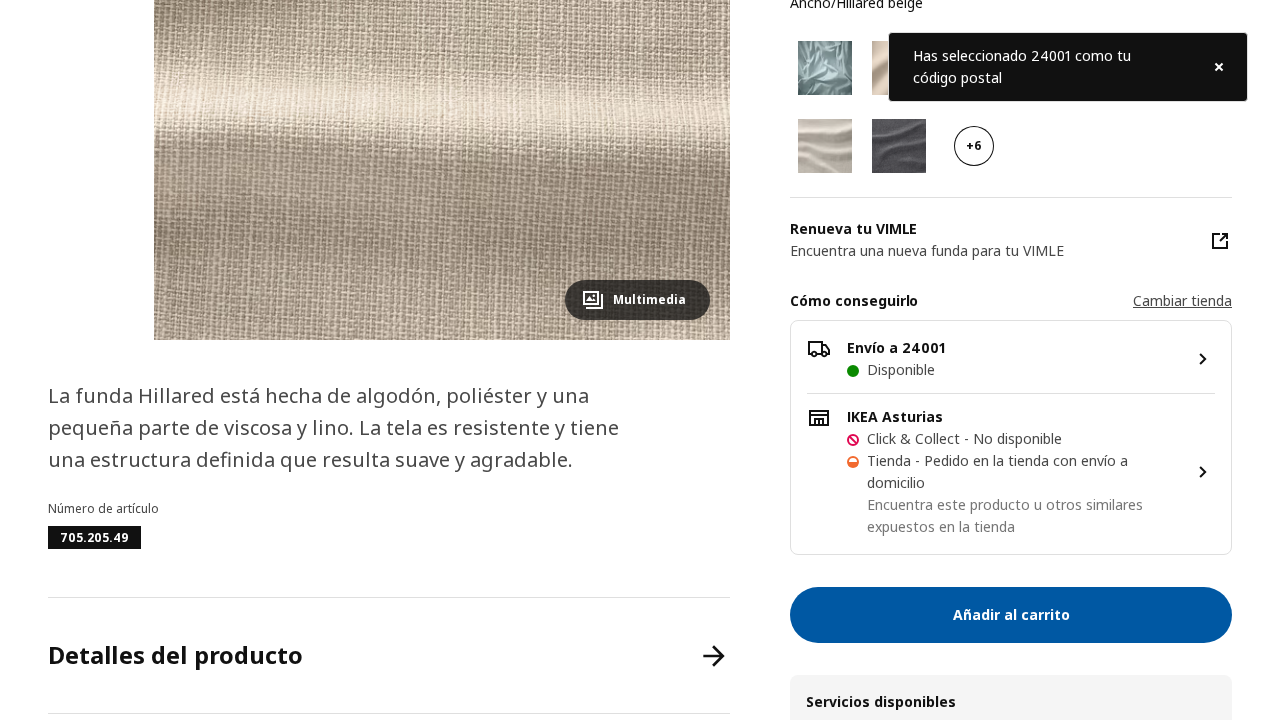 Ancho/Hillared beige
Has seleccionado 24001 como tu
código postal
+6
Renueva tu VIMLE
Encuentra una nueva funda para tu VIMLE
Multimedia
Cómo conseguirlo
Cambiar tienda
Envío a 24001
Disponible
IKEA Asturias
Click & Collect - No disponible
Tienda - Pedido en la tienda con envío a
domicilio
Encuentra este producto u otros similares
expuestos en la tienda
La funda Hillared está hecha de algodón, poliéster y una
pequeña parte de viscosa y lino. La tela es resistente y tiene
una estructura definida que resulta suave y agradable.
Número de artículo
705.205.49
Añadir al carrito
Detalles del producto
Servicios disponibles